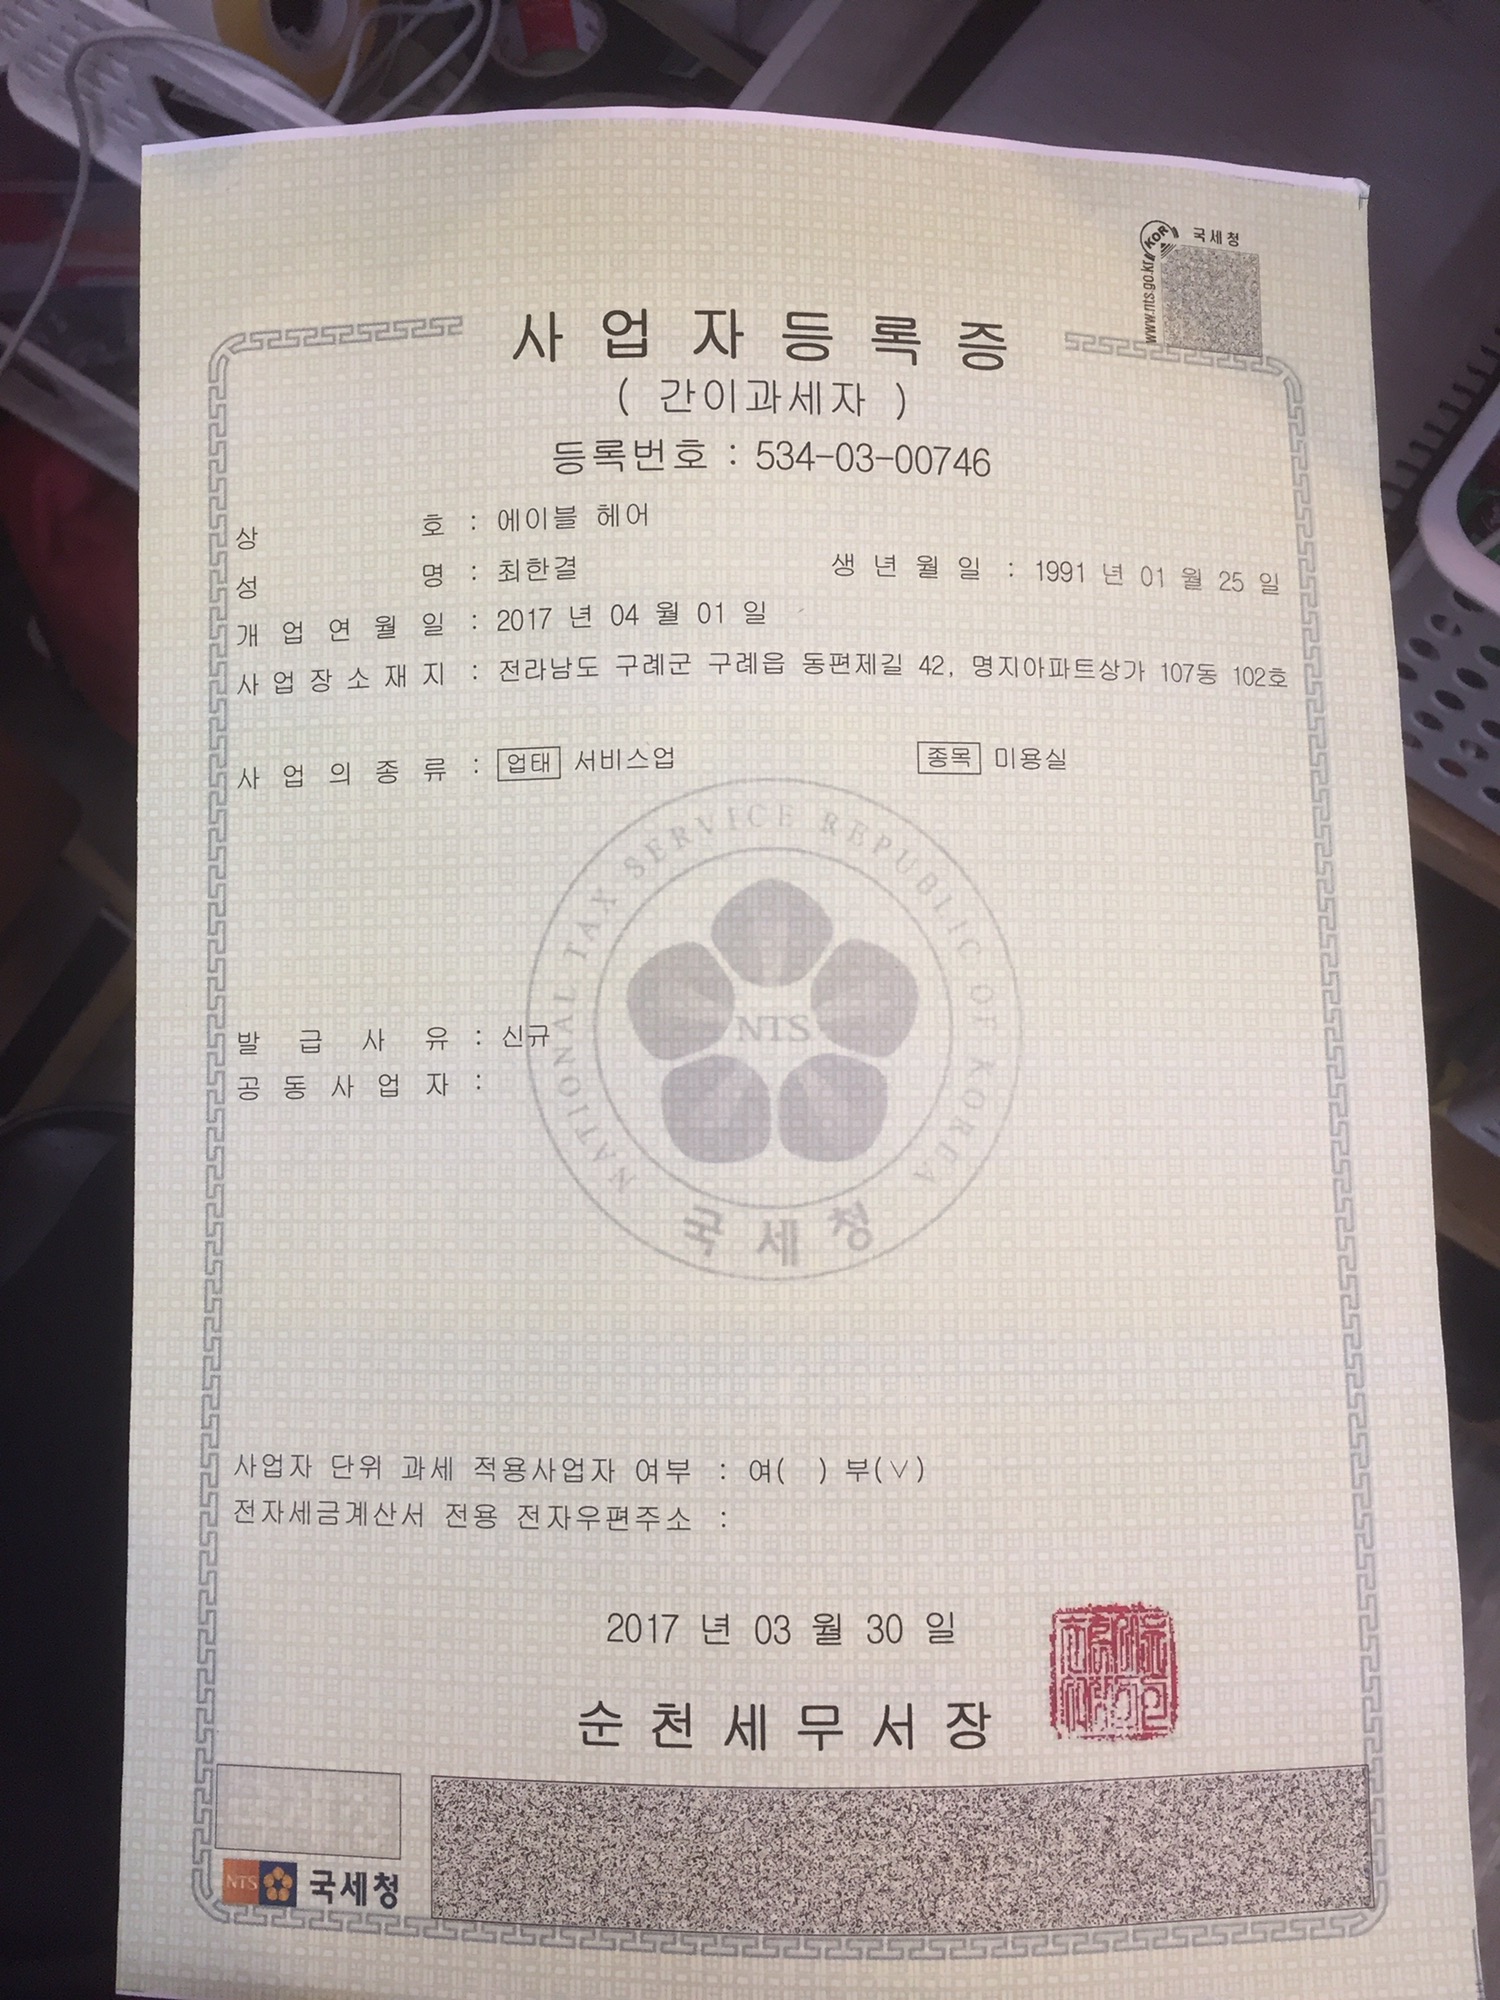 국세청
KOR
www.nts.go.kr
사업자등록증
( 간이과세자 )
등록번호 : 534-03-00746
상 호 : 에이블 헤어
성 명 : 최한결 생 년 월 일 : 1991 년 01 월 25 일
개 업 연 월 일 : 2017 년 04 월 01 일
사 업 장 소 재 지 : 전라남도 구례군 구례읍 동편제길 42, 명지아파트상가 107동 102호
사 업 의 종 류 : 업태 서비스업 종목 미용실
NATIONAL TAX SERVICE REPUBLIC OF KOREA
NTS
국세청
발 급 사 유 : 신규
공 동 사 업 자 :
사업자 단위 과세 적용사업자 여부 : 여( ) 부(∨)
전자세금계산서 전용 전자우편주소 :
2017 년 03 월 30 일
순천세무서장
NTS 국세청